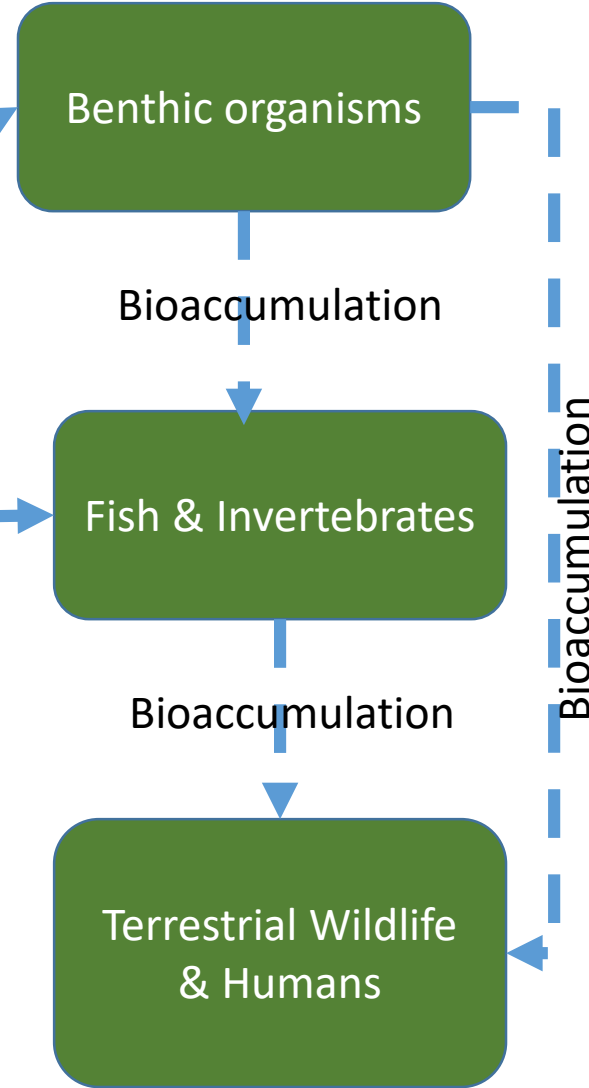 Benthic organisms
Bioaccumulation
Fish & Invertebrates
Bioaccumulation
Bioaccumulation
Terrestrial Wildlife
& Humans